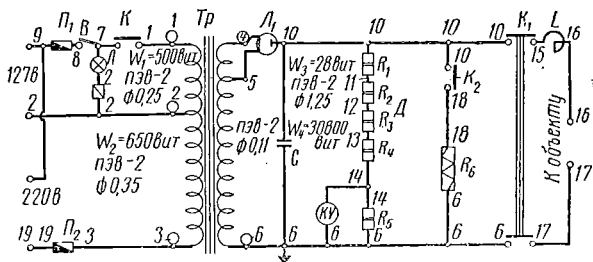 П₁ В К 1 Тр 4 Л₁ 10 10 10 К₁ L
9 8 7 1 7 10 10 15 16
127в
Л
W₁=500вит
ПЭВ-2
ф0,25
2
2 2 2
W₂=650вит
ПЭВ-2
ф0,35
220в
19 19 П₂ 3 3
5
W₃=28вит
ПЭВ-2
ф1,25
W₄=30800
вит
ПЭВ-2
ф0,11
С
R₁
11
R₂
12
Д
R₃
13
R₄
14
КУ
14
R₅
10
К₂
18
18
R₆
6
К объекту
16
17
6 6 6 6 6 17